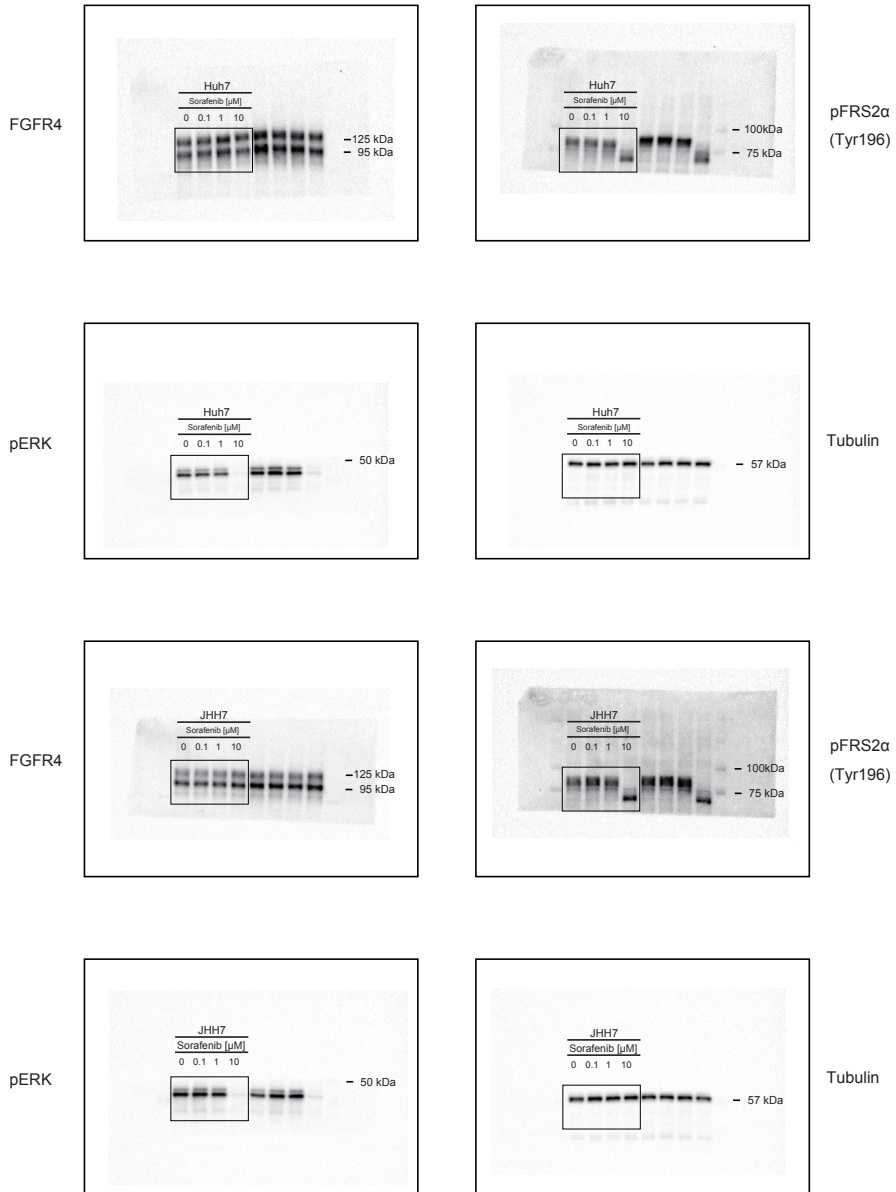 FGFR4
Huh7
Sorafenib [µM]
0 0.1 1 10
–125 kDa
– 95 kDa
Huh7
Sorafenib [µM]
0 0.1 1 10
– 100kDa
– 75 kDa
pFRS2α
(Tyr196)
pERK
Huh7
Sorafenib [µM]
0 0.1 1 10
– 50 kDa
Huh7
Sorafenib [µM]
0 0.1 1 10
– 57 kDa
Tubulin
FGFR4
JHH7
Sorafenib [µM]
0 0.1 1 10
–125 kDa
– 95 kDa
JHH7
Sorafenib [µM]
0 0.1 1 10
– 100kDa
– 75 kDa
pFRS2α
(Tyr196)
pERK
JHH7
Sorafenib [µM]
0 0.1 1 10
– 50 kDa
JHH7
Sorafenib [µM]
0 0.1 1 10
– 57 kDa
Tubulin